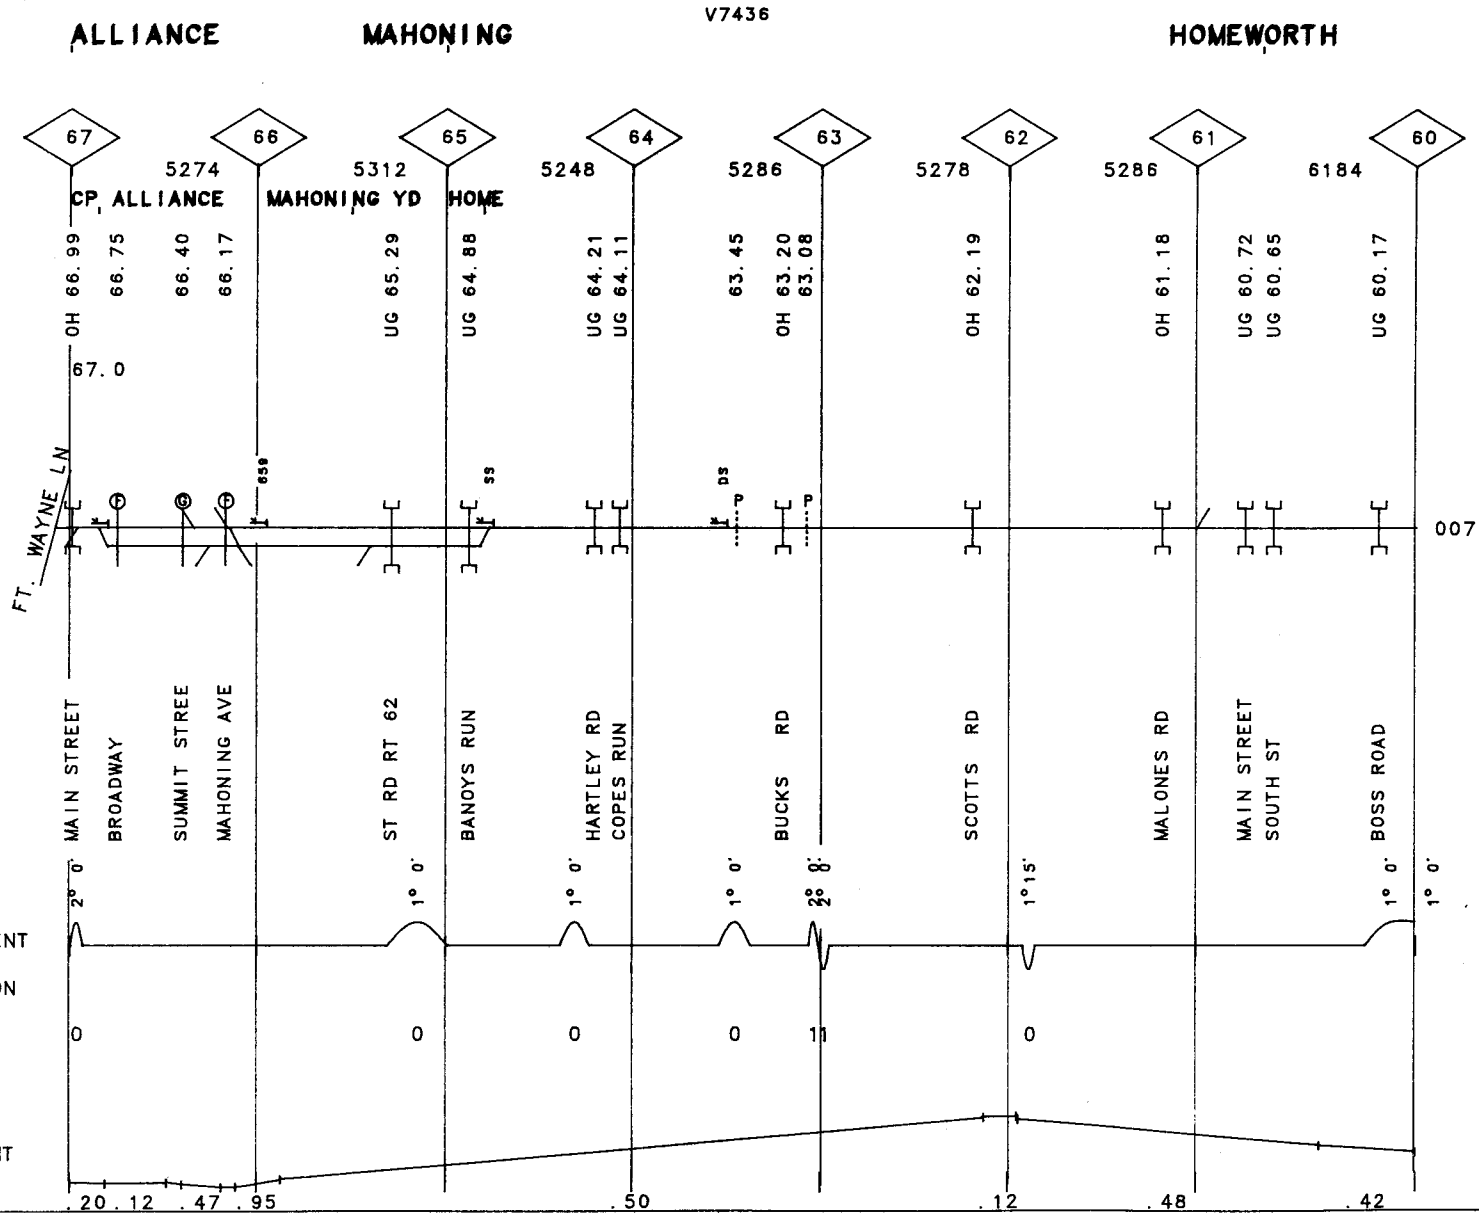 V7436
ALLIANCE MAHONING HOMEWORTH
67 66 65 64 63 62 61 60
5274 5312 5248 5286 5278 5286 6184
CP ALLIANCE MAHONING YD HOME
OH 66.99
66.75
66.40
66.17
UG 65.29
UG 64.88
UG 64.21
UG 64.11
63.45
OH 63.20
63.08
OH 62.19
OH 61.18
UG 60.72
UG 60.65
UG 60.17
67.0
FT. WAYNE LN
F
G
F
659
SS
DS
P
P
007
MAIN STREET
BROADWAY
SUMMIT STREE
MAHONING AVE
ST RD RT 62
BANOYS RUN
HARTLEY RD
COPES RUN
BUCKS RD
SCOTTS RD
MALONES RD
MAIN STREET
SOUTH ST
BOSS ROAD
2° 0'
1° 0'
1° 0'
1° 0'
2° 0'
2° 0'
1°15'
1° 0'
1° 0'
ENT
ON
0 0 0 0 11 0
IT
.20 .12 .47 .95 .50 .12 .48 .42